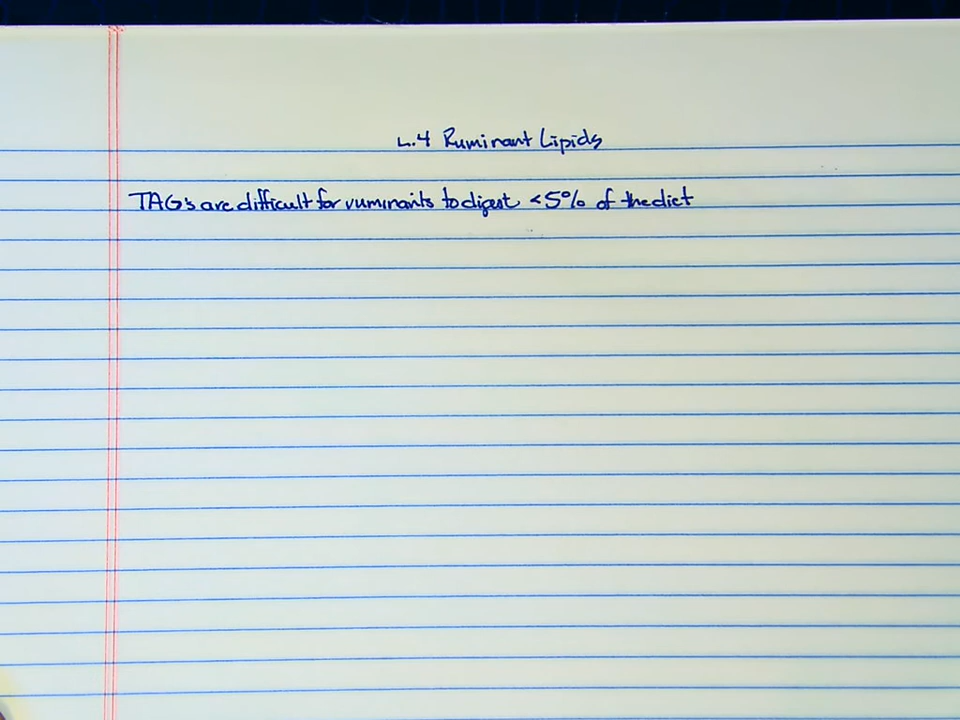 L.4 Ruminant Lipids
TAG's are difficult for ruminants to digest <5% of the diet